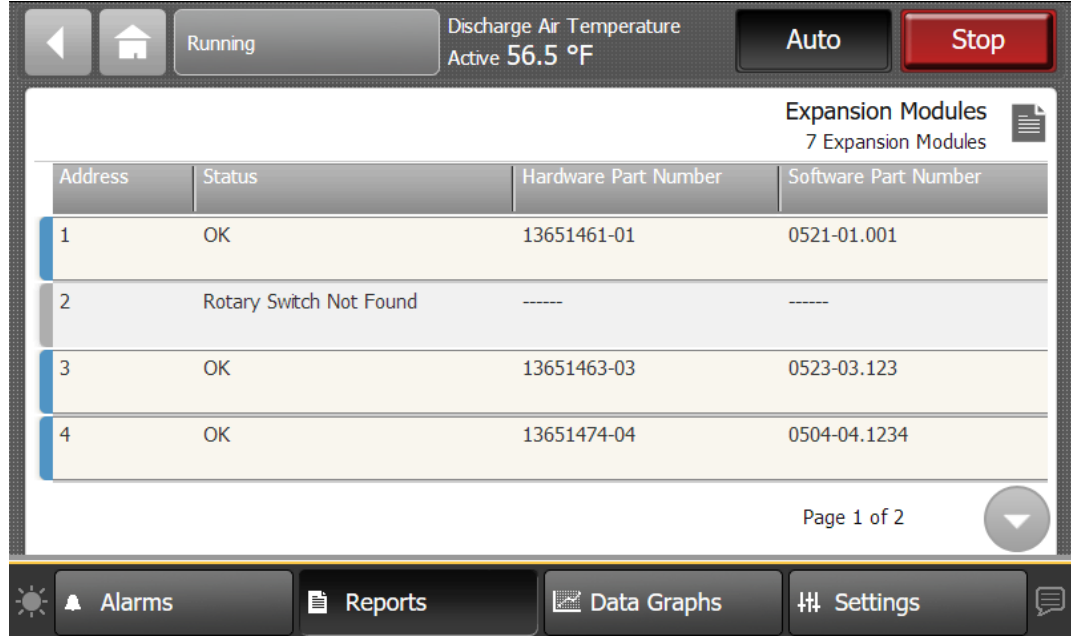 Running
Discharge Air Temperature
Active 56.5 °F
Auto
Stop
Expansion Modules
7 Expansion Modules
Address Status Hardware Part Number Software Part Number
1 OK 13651461-01 0521-01.001
2 Rotary Switch Not Found ------ ------
3 OK 13651463-03 0523-03.123
4 OK 13651474-04 0504-04.1234
Page 1 of 2
Alarms Reports Data Graphs Settings